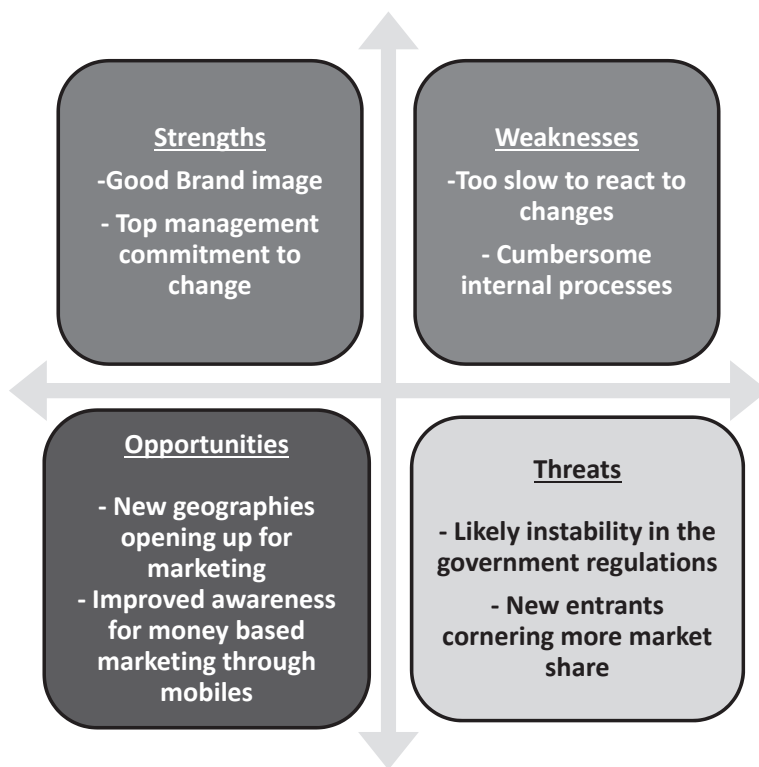 Strengths
-Good Brand image
- Top management
commitment to
change
Weaknesses
-Too slow to react to
changes
- Cumbersome
internal processes
Opportunities
- New geographies
opening up for
marketing
- Improved awareness
for money based
marketing through
mobiles
Threats
- Likely instability in the
government regulations
- New entrants
cornering more market
share